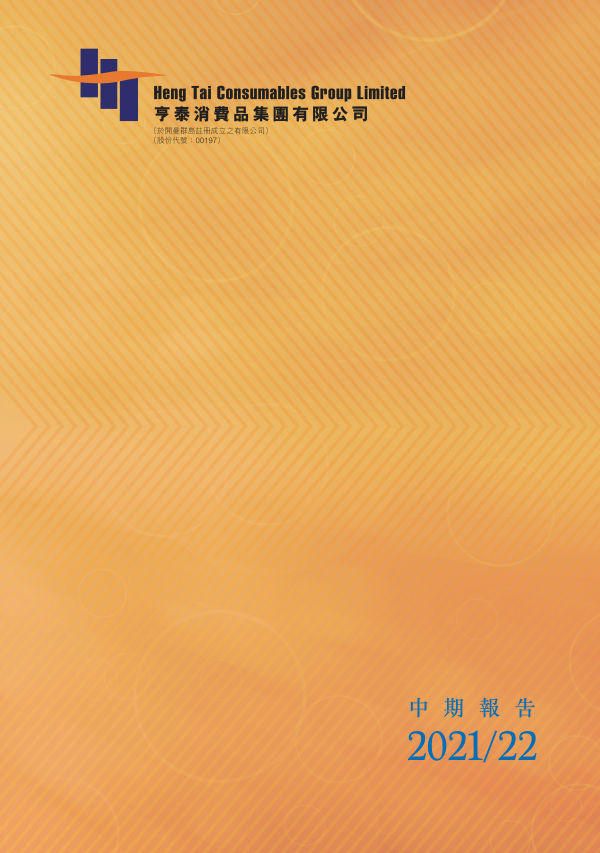 Heng Tai Consumables Group Limited
亨泰消費品集團有限公司
(於開曼群島註冊成立之有限公司)
(股份代號：00197)
中期報告
2021/22